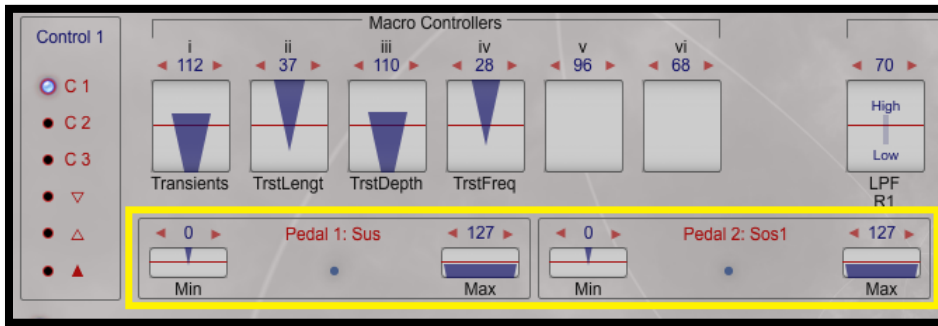 Control 1
C 1
C 2
C 3
Macro Controllers
i ii iii iv v vi
112 37 110 28 96 68 70
High
Low
Transients TrstLengt TrstDepth TrstFreq LPF
R1
0 Pedal 1: Sus 127 0 Pedal 2: Sos1 127
Min Max Min Max